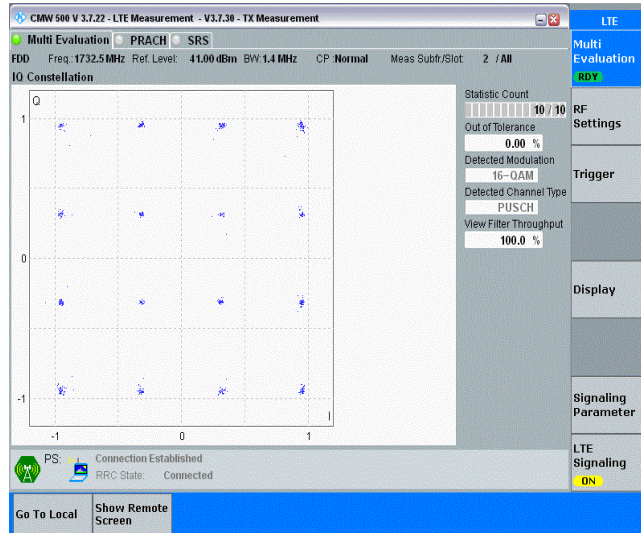 CMW 500 V 3.7.22 - LTE Measurement - V3.7.30 - TX Measurement
LTE
Multi Evaluation PRACH SRS
FDD Freq.: 1732.5 MHz Ref. Level: 41.00 dBm BW: 1.4 MHz CP :Normal Meas Subfr./Slot: 2 / All
IQ Constellation
Q
1
0
-1
I
-1 0 1
Statistic Count
10 / 10
Out of Tolerance
0.00 %
Detected Modulation
16-QAM
Detected Channel Type
PUSCH
View Filter Throughput
100.0 %
Multi
Evaluation
RDY
RF
Settings
Trigger
Display
Signaling
Parameter
LTE
Signaling
ON
PS: Connection Established
RRC State: Connected
Go To Local
Show Remote
Screen